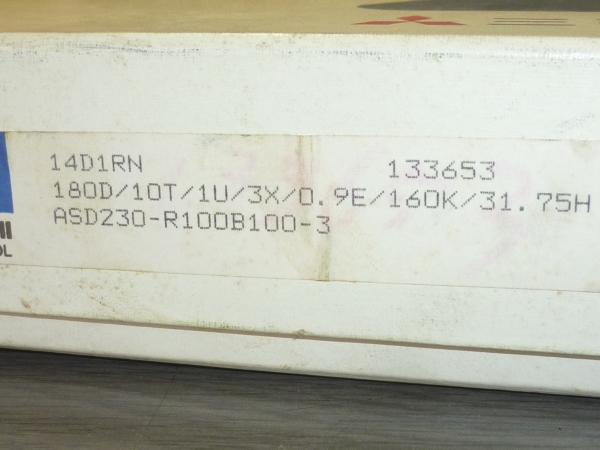 14D1RN 133653
180D/10T/1U/3X/0.9E/160K/31.75H
ASD230-R100B100-3